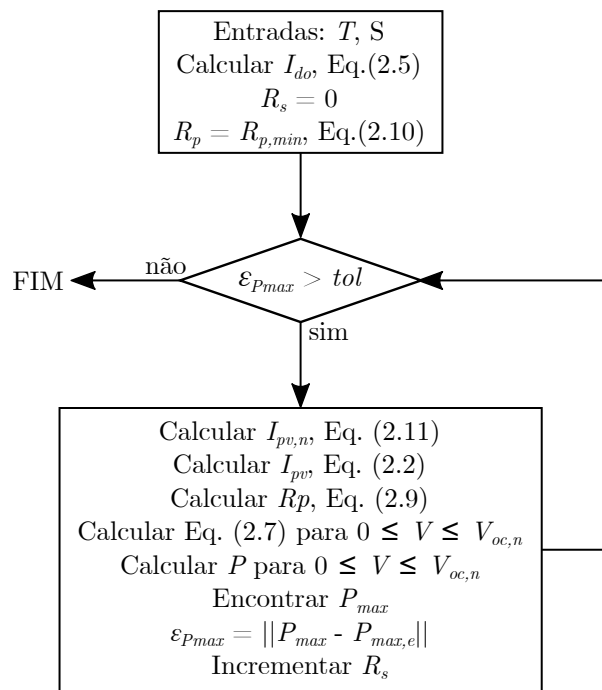 Entradas: T, S
Calcular I_do, Eq.(2.5)
R_s = 0
R_p = R_p,min, Eq.(2.10)
não
FIM
ε_Pmax > tol
sim
Calcular I_pv,n, Eq. (2.11)
Calcular I_pv, Eq. (2.2)
Calcular Rp, Eq. (2.9)
Calcular Eq. (2.7) para 0 ≤ V ≤ V_oc,n
Calcular P para 0 ≤ V ≤ V_oc,n
Encontrar P_max
ε_Pmax = ||P_max - P_max,e||
Incrementar R_s